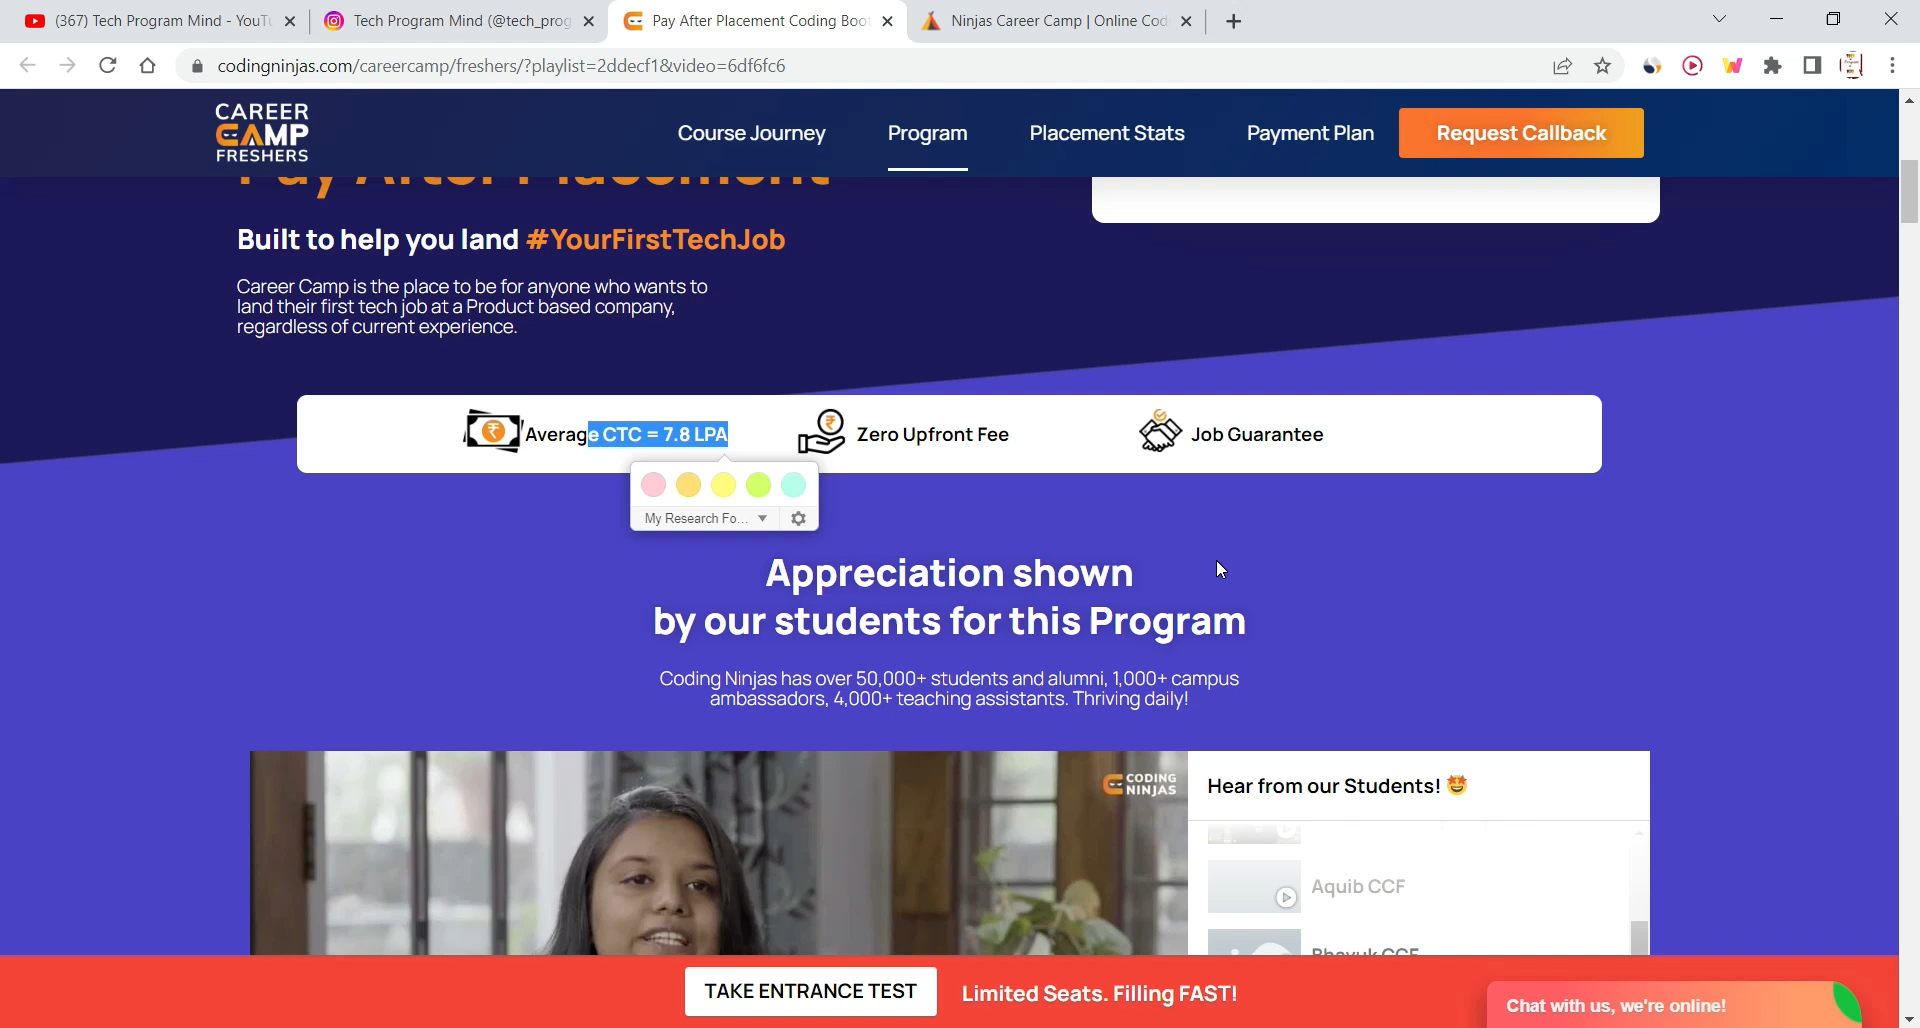 (367) Tech Program Mind - YouT
Tech Program Mind (@tech_prog
Pay After Placement Coding Boot
Ninjas Career Camp | Online Cod
codingninjas.com/careercamp/freshers/?playlist=2ddecf1&video=6df6fc6
CAREER
CAMP
FRESHERS
Course Journey
Program
Placement Stats
Payment Plan
Request Callback
Pay After Placement
Built to help you land #YourFirstTechJob
Career Camp is the place to be for anyone who wants to
land their first tech job at a Product based company,
regardless of current experience.
Average CTC = 7.8 LPA
Zero Upfront Fee
Job Guarantee
My Research Fo...
Appreciation shown
by our students for this Program
Coding Ninjas has over 50,000+ students and alumni, 1,000+ campus
ambassadors, 4,000+ teaching assistants. Thriving daily!
CODING
NINJAS
Hear from our Students! 🤩
Aquib CCF
Bhavuk CCF
TAKE ENTRANCE TEST
Limited Seats. Filling FAST!
Chat with us, we're online!